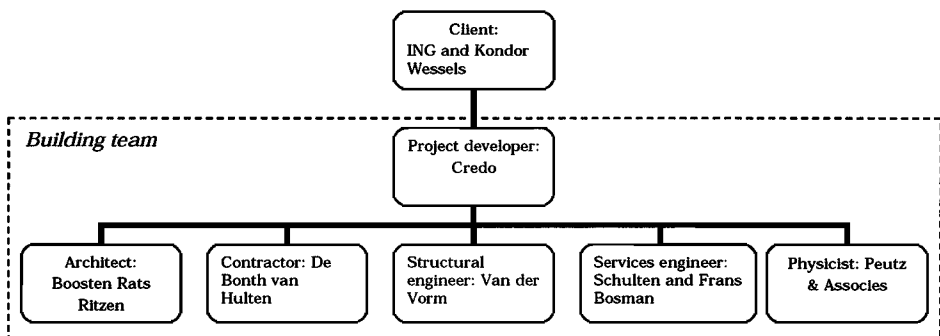 Client:
ING and Kondor
Wessels
Building team
Project developer:
Credo
Architect:
Boosten Rats
Ritzen
Contractor: De
Bonth van
Hulten
Structural
engineer: Van der
Vorm
Services engineer:
Schulten and Frans
Bosman
Physicist: Peutz
& Associes